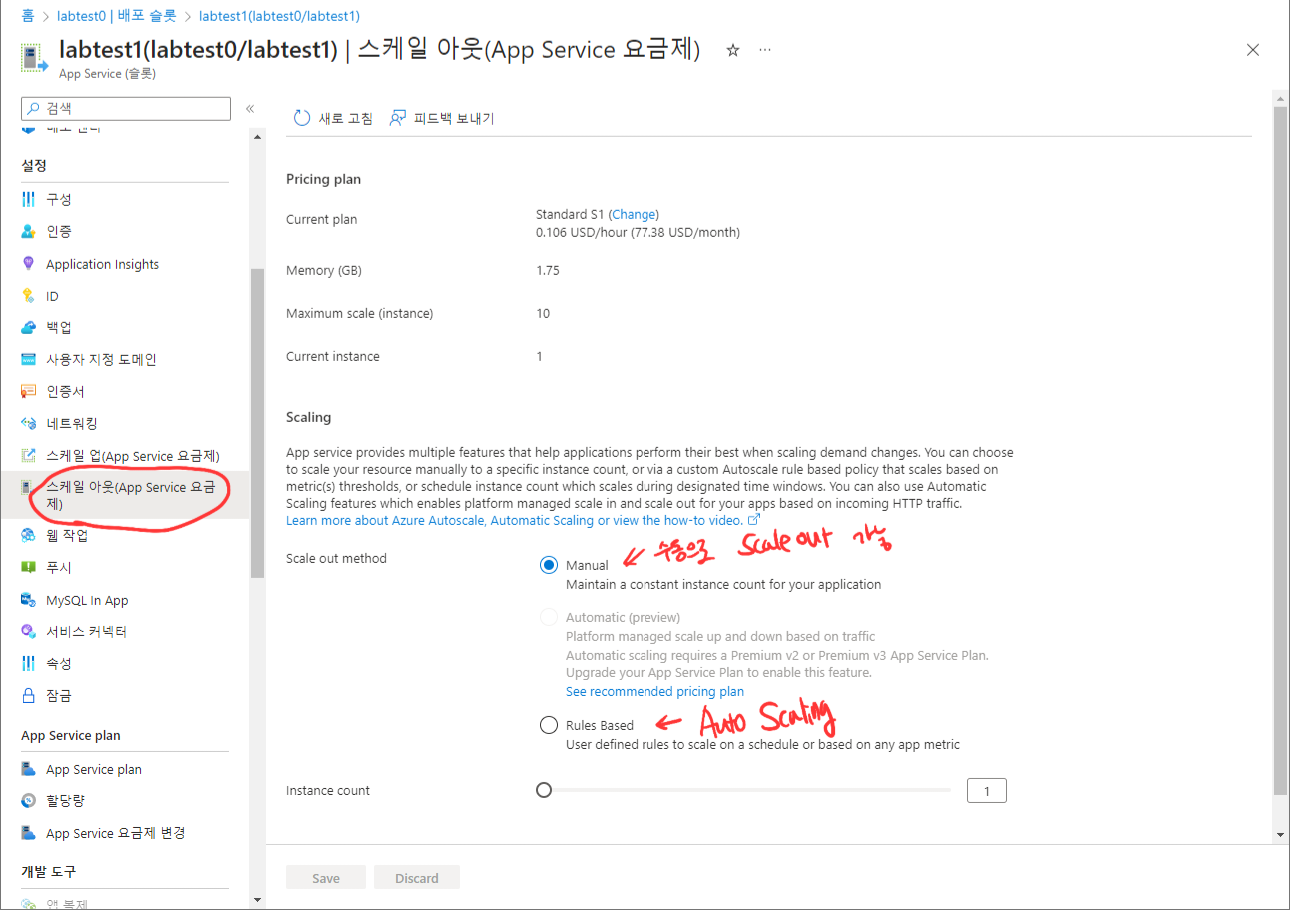 홈 > labtest0 | 배포 슬롯 > labtest1(labtest0/labtest1)
labtest1(labtest0/labtest1) | 스케일 아웃(App Service 요금제)
App Service (슬롯)
검색
배포 센터
설정
구성
인증
Application Insights
ID
백업
사용자 지정 도메인
인증서
네트워킹
스케일 업(App Service 요금제)
스케일 아웃(App Service 요금
제)
웹 작업
푸시
MySQL In App
서비스 커넥터
속성
잠금
App Service plan
App Service plan
할당량
App Service 요금제 변경
개발 도구
앱 복제
새로 고침
피드백 보내기
Pricing plan
Current plan
Standard S1 (Change)
0.106 USD/hour (77.38 USD/month)
Memory (GB)
1.75
Maximum scale (instance)
10
Current instance
1
Scaling
App service provides multiple features that help applications perform their best when scaling demand changes. You can choose
to scale your resource manually to a specific instance count, or via a custom Autoscale rule based policy that scales based on
metric(s) thresholds, or schedule instance count which scales during designated time windows. You can also use Automatic
Scaling features which enables platform managed scale in and scale out for your apps based on incoming HTTP traffic.
Learn more about Azure Autoscale, Automatic Scaling or view the how-to video.
Scale out method
Manual
수동으로 Scale out 가능
Maintain a constant instance count for your application
Automatic (preview)
Platform managed scale up and down based on traffic
Automatic scaling requires a Premium v2 or Premium v3 App Service Plan.
Upgrade your App Service Plan to enable this feature.
See recommended pricing plan
Rules Based
Auto Scaling
User defined rules to scale on a schedule or based on any app metric
Instance count
1
Save
Discard